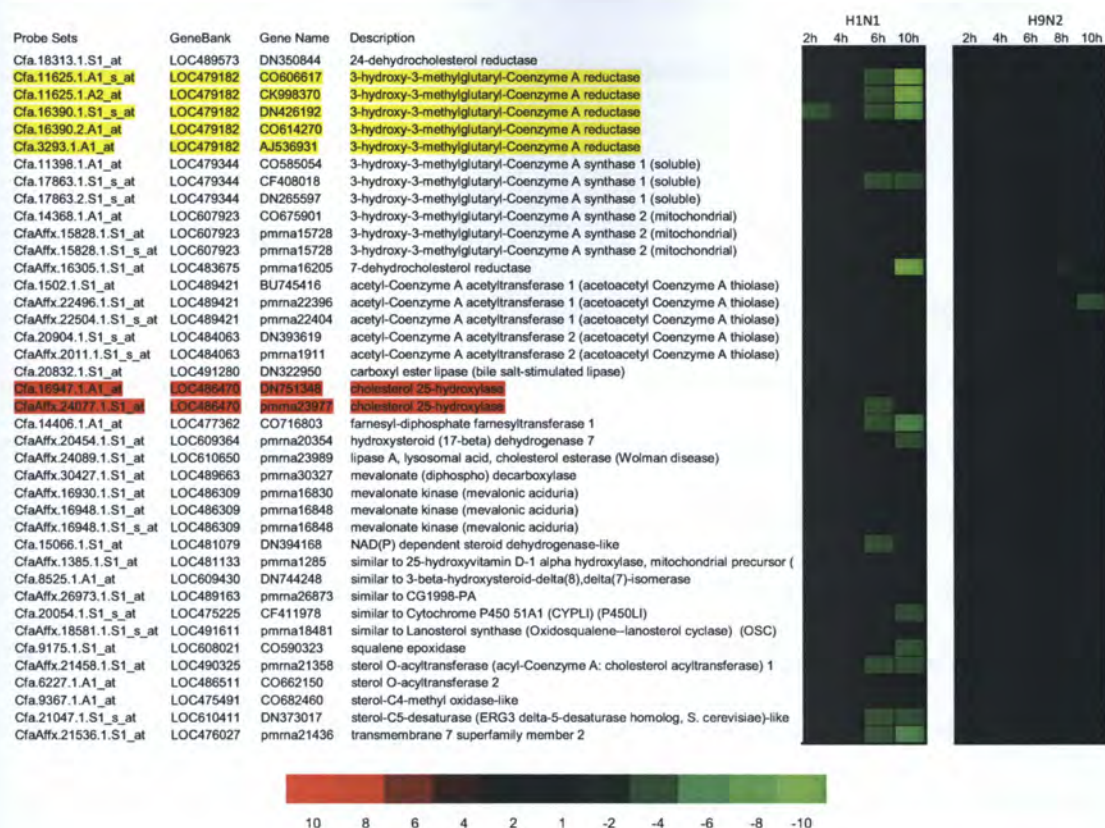 H1N1 H9N2
Probe Sets GeneBank Gene Name Description 2h 4h 6h 10h 2h 4h 6h 8h 10h
Cfa.18313.1.S1_at LOC489573 DN350844 24-dehydrocholesterol reductase
Cfa.11625.1.A1_s_at LOC479182 CO606617 3-hydroxy-3-methylglutaryl-Coenzyme A reductase
Cfa.11625.1.A2_at LOC479182 CK998370 3-hydroxy-3-methylglutaryl-Coenzyme A reductase
Cfa.16390.1.S1_s_at LOC479182 DN426192 3-hydroxy-3-methylglutaryl-Coenzyme A reductase
Cfa.16390.2.A1_at LOC479182 CO614270 3-hydroxy-3-methylglutaryl-Coenzyme A reductase
Cfa.3293.1.A1_at LOC479182 AJ536931 3-hydroxy-3-methylglutaryl-Coenzyme A reductase
Cfa.11398.1.A1_at LOC479344 CO585054 3-hydroxy-3-methylglutaryl-Coenzyme A synthase 1 (soluble)
Cfa.17863.1.S1_s_at LOC479344 CF408018 3-hydroxy-3-methylglutaryl-Coenzyme A synthase 1 (soluble)
Cfa.17863.2.S1_s_at LOC479344 DN265597 3-hydroxy-3-methylglutaryl-Coenzyme A synthase 1 (soluble)
Cfa.14368.1.A1_at LOC607923 CO675901 3-hydroxy-3-methylglutaryl-Coenzyme A synthase 2 (mitochondrial)
CfaAffx.15828.1.S1_at LOC607923 pmma15728 3-hydroxy-3-methylglutaryl-Coenzyme A synthase 2 (mitochondrial)
CfaAffx.15828.1.S1_s_at LOC607923 pmma15728 3-hydroxy-3-methylglutaryl-Coenzyme A synthase 2 (mitochondrial)
CfaAffx.16305.1.S1_at LOC483675 pmma16205 7-dehydrocholesterol reductase
Cfa.1502.1.S1_at LOC489421 BU745416 acetyl-Coenzyme A acetyltransferase 1 (acetoacetyl Coenzyme A thiolase)
CfaAffx.22496.1.S1_at LOC489421 pmma22396 acetyl-Coenzyme A acetyltransferase 1 (acetoacetyl Coenzyme A thiolase)
CfaAffx.22504.1.S1_s_at LOC489421 pmma22404 acetyl-Coenzyme A acetyltransferase 1 (acetoacetyl Coenzyme A thiolase)
Cfa.20904.1.S1_s_at LOC484063 DN393619 acetyl-Coenzyme A acetyltransferase 2 (acetoacetyl Coenzyme A thiolase)
CfaAffx.2011.1.S1_s_at LOC484063 pmma1911 acetyl-Coenzyme A acetyltransferase 2 (acetoacetyl Coenzyme A thiolase)
Cfa.20832.1.S1_at LOC491280 DN322950 carboxyl ester lipase (bile salt-stimulated lipase)
Cfa.16947.1.A1_at LOC486470 DN751348 cholesterol 25-hydroxylase
CfaAffx.24077.1.S1_at LOC486470 pmma23977 cholesterol 25-hydroxylase
Cfa.14406.1.A1_at LOC477362 CO716803 farnesyl-diphosphate farnesyltransferase 1
CfaAffx.20454.1.S1_at LOC609364 pmma20354 hydroxysteroid (17-beta) dehydrogenase 7
CfaAffx.24089.1.S1_at LOC610650 pmma23989 lipase A, lysosomal acid, cholesterol esterase (Wolman disease)
CfaAffx.30427.1.S1_at LOC489663 pmma30327 mevalonate (diphospho) decarboxylase
CfaAffx.16930.1.S1_at LOC486309 pmma16830 mevalonate kinase (mevalonic aciduria)
CfaAffx.16948.1.S1_at LOC486309 pmma16848 mevalonate kinase (mevalonic aciduria)
CfaAffx.16948.1.S1_s_at LOC486309 pmma16848 mevalonate kinase (mevalonic aciduria)
Cfa.15066.1.S1_at LOC481079 DN394168 NAD(P) dependent steroid dehydrogenase-like
CfaAffx.1385.1.S1_at LOC481133 pmma1285 similar to 25-hydroxyvitamin D-1 alpha hydroxylase, mitochondrial precursor (
Cfa.8525.1.A1_at LOC609430 DN744248 similar to 3-beta-hydroxysteroid-delta(8),delta(7)-isomerase
CfaAffx.26973.1.S1_at LOC489163 pmma26873 similar to CG1998-PA
Cfa.20054.1.S1_s_at LOC475225 CF411978 similar to Cytochrome P450 51A1 (CYPLI) (P450LI)
CfaAffx.18581.1.S1_s_at LOC491611 pmma18481 similar to Lanosterol synthase (Oxidosqualene--lanosterol cyclase) (OSC)
Cfa.9175.1.S1_at LOC608021 CO590323 squalene epoxidase
CfaAffx.21458.1.S1_at LOC490325 pmma21358 sterol O-acyltransferase (acyl-Coenzyme A: cholesterol acyltransferase) 1
Cfa.6227.1.A1_at LOC486511 CO662150 sterol O-acyltransferase 2
Cfa.9367.1.A1_at LOC475491 CO682460 sterol-C4-methyl oxidase-like
Cfa.21047.1.S1_s_at LOC610411 DN373017 sterol-C5-desaturase (ERG3 delta-5-desaturase homolog, S. cerevisiae)-like
CfaAffx.21536.1.S1_at LOC476027 pmma21436 transmembrane 7 superfamily member 2
10 8 6 4 2 1 -2 -4 -6 -8 -10